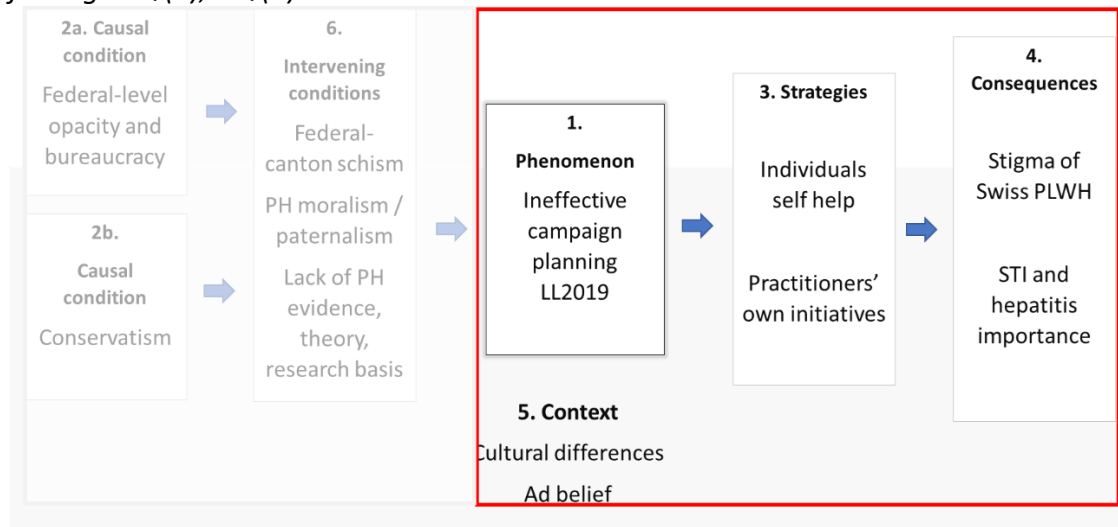 2a. Causal
condition
Federal-level
opacity and
bureaucracy
2b.
Causal
condition
Conservatism
6.
Intervening
conditions
Federal-
canton schism
PH moralism /
paternalism
Lack of PH
evidence,
theory,
research basis
1.
Phenomenon
Ineffective
campaign
planning
LL2019
5. Context
Cultural differences
Ad belief
3. Strategies
Individuals
self help
Practitioners’
own initiatives
4.
Consequences
Stigma of
Swiss PLWH
STI and
hepatitis
importance